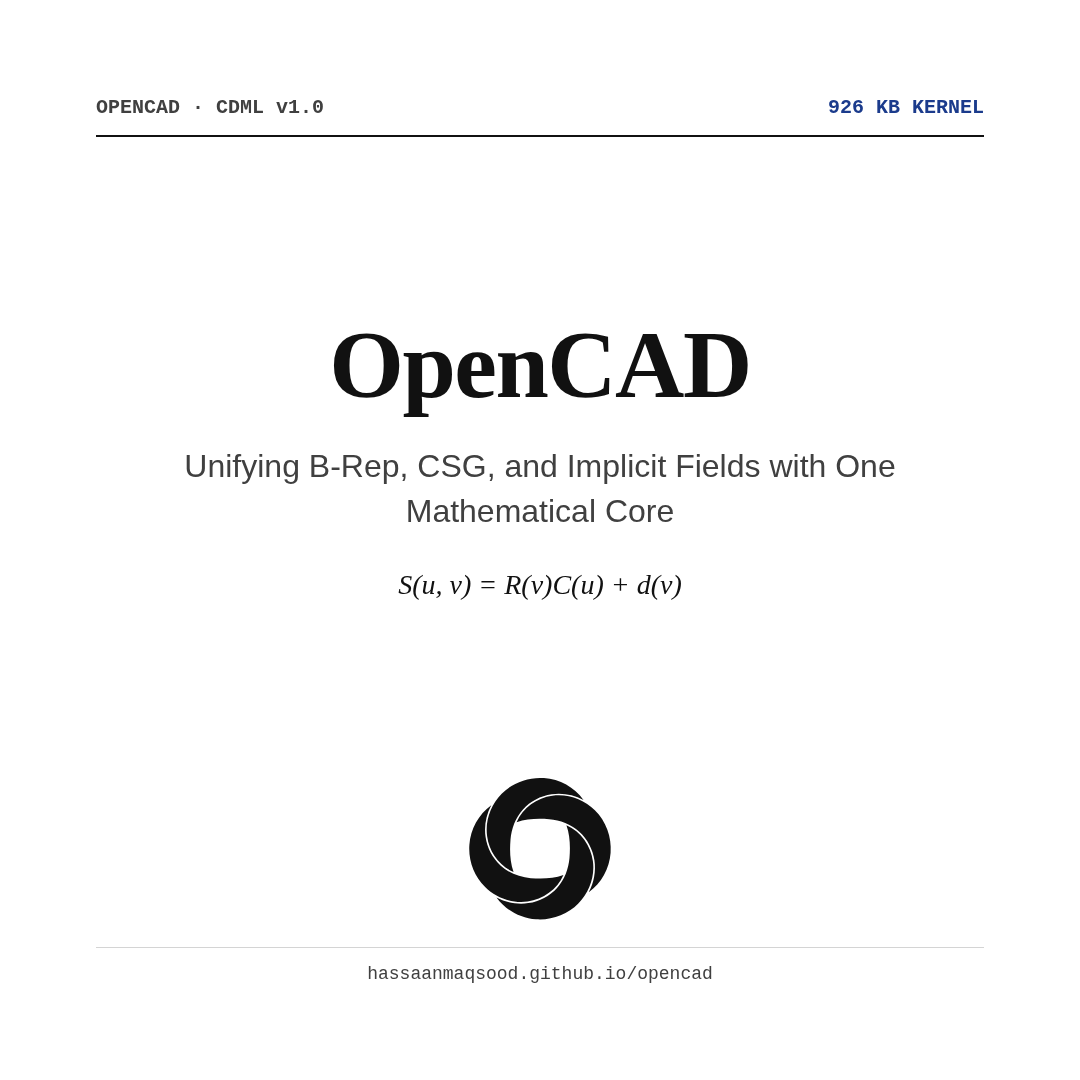 OPENCAD · CDML v1.0
926 KB KERNEL
OpenCAD
Unifying B-Rep, CSG, and Implicit Fields with One
Mathematical Core
S(u, v) = R(v)C(u) + d(v)
hassaanmaqsood.github.io/opencad